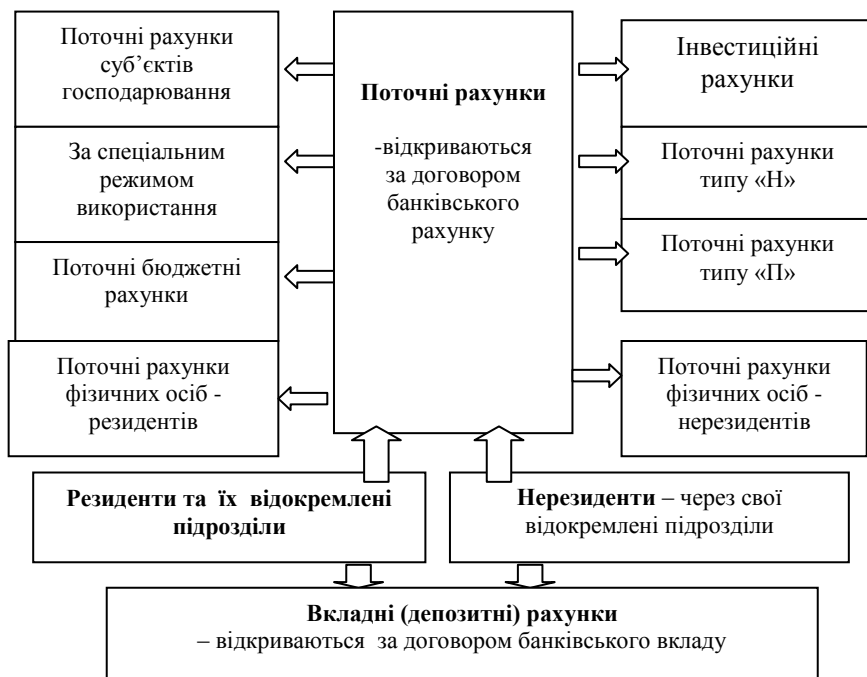 Поточні рахунки
суб’єктів
господарювання
За спеціальним
режимом
використання
Поточні бюджетні
рахунки
Поточні рахунки
фізичних осіб -
резидентів
Поточні рахунки
-відкриваються
за договором
банківського
рахунку
Інвестиційні
рахунки
Поточні рахунки
типу «Н»
Поточні рахунки
типу «П»
Поточні рахунки
фізичних осіб -
нерезидентів
Резиденти та їх відокремлені
підрозділи
Нерезиденти – через свої
відокремлені підрозділи
Вкладні (депозитні) рахунки
– відкриваються за договором банківського вкладу